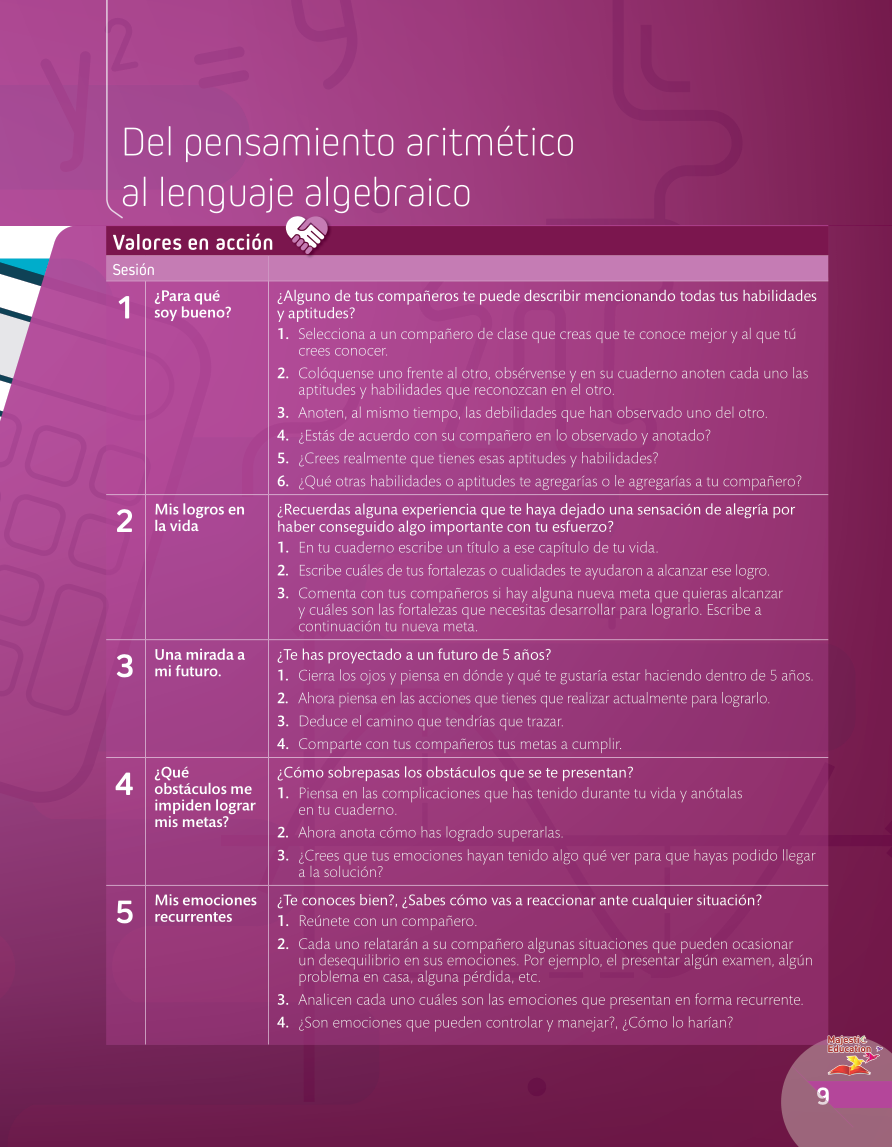 y² = y
Del pensamiento aritmético
al lenguaje algebraico
Valores en acción
Sesión
1
¿Para qué
soy bueno?
¿Alguno de tus compañeros te puede describir mencionando todas tus habilidades
y aptitudes?
1. Selecciona a un compañero de clase que creas que te conoce mejor y al que tú
crees conocer.
2. Colóquense uno frente al otro, obsérvense y en su cuaderno anoten cada uno las
aptitudes y habilidades que reconozcan en el otro.
3. Anoten, al mismo tiempo, las debilidades que han observado uno del otro.
4. ¿Estás de acuerdo con su compañero en lo observado y anotado?
5. ¿Crees realmente que tienes esas aptitudes y habilidades?
6. ¿Qué otras habilidades o aptitudes te agregarías o le agregarías a tu compañero?
2
Mis logros en
la vida
¿Recuerdas alguna experiencia que te haya dejado una sensación de alegría por
haber conseguido algo importante con tu esfuerzo?
1. En tu cuaderno escribe un título a ese capítulo de tu vida.
2. Escribe cuáles de tus fortalezas o cualidades te ayudaron a alcanzar ese logro.
3. Comenta con tus compañeros si hay alguna nueva meta que quieras alcanzar
y cuáles son las fortalezas que necesitas desarrollar para lograrlo. Escribe a
continuación tu nueva meta.
3
Una mirada a
mi futuro.
¿Te has proyectado a un futuro de 5 años?
1. Cierra los ojos y piensa en dónde y qué te gustaría estar haciendo dentro de 5 años.
2. Ahora piensa en las acciones que tienes que realizar actualmente para lograrlo.
3. Deduce el camino que tendrías que trazar.
4. Comparte con tus compañeros tus metas a cumplir.
4
¿Qué
obstáculos me
impiden lograr
mis metas?
¿Cómo sobrepasas los obstáculos que se te presentan?
1. Piensa en las complicaciones que has tenido durante tu vida y anótalas
en tu cuaderno.
2. Ahora anota cómo has logrado superarlas.
3. ¿Crees que tus emociones hayan tenido algo qué ver para que hayas podido llegar
a la solución?
5
Mis emociones
recurrentes
¿Te conoces bien?, ¿Sabes cómo vas a reaccionar ante cualquier situación?
1. Reúnete con un compañero.
2. Cada uno relatarán a su compañero algunas situaciones que pueden ocasionar
un desequilibrio en sus emociones. Por ejemplo, el presentar algún examen, algún
problema en casa, alguna pérdida, etc.
3. Analicen cada uno cuáles son las emociones que presentan en forma recurrente.
4. ¿Son emociones que pueden controlar y manejar?, ¿Cómo lo harían?
Majestic
Education
9